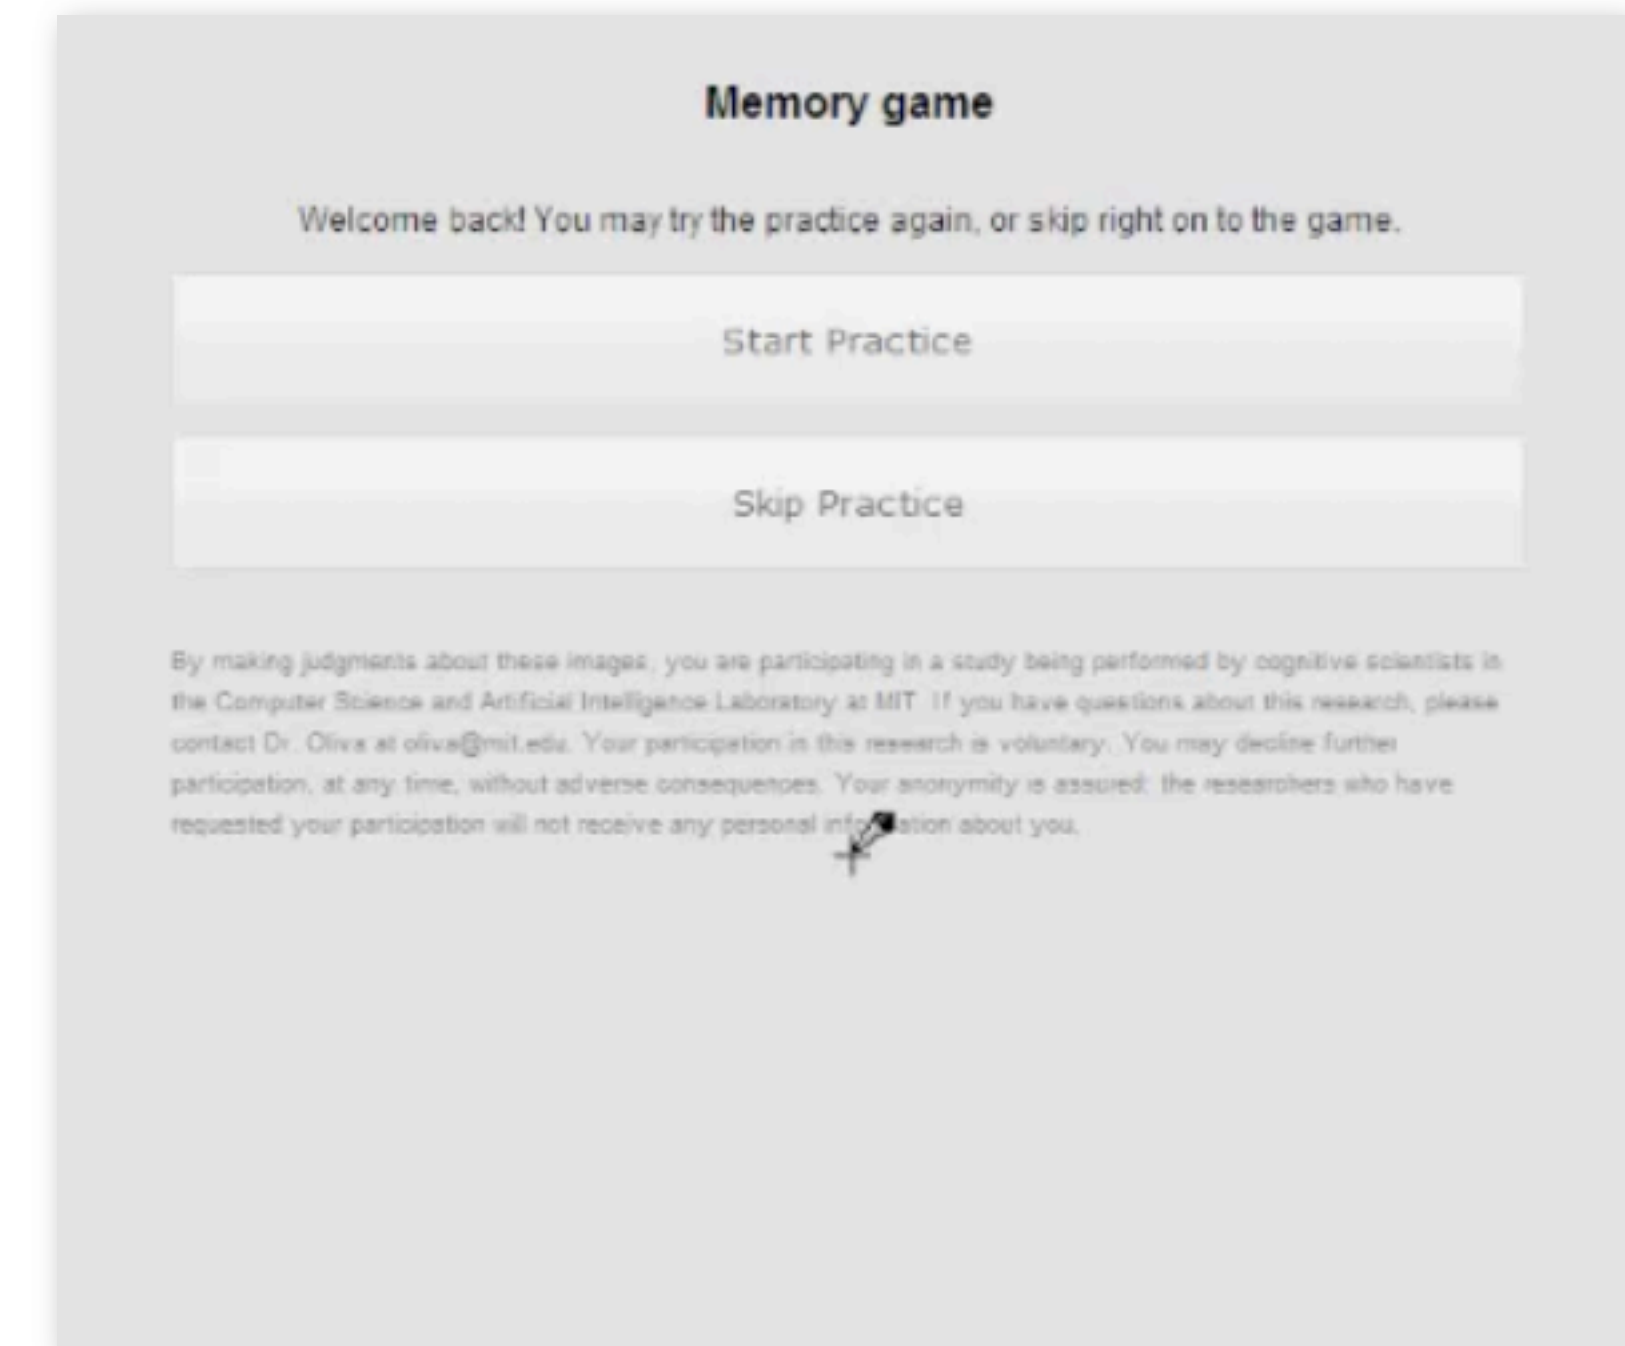 Memory game
Welcome back! You may try the practice again, or skip right on to the game.
Start Practice
Skip Practice
By making judgments about these images, you are participating in a study being performed by cognitive scientists in
the Computer Science and Artificial Intelligence Laboratory at MIT. If you have questions about this research, please
contact Dr. Oliva at oliva@mit.edu. Your participation in this research is voluntary. You may decline further
participation, at any time, without adverse consequences. Your anonymity is assured; the researchers who have
requested your participation will not receive any personal information about you.